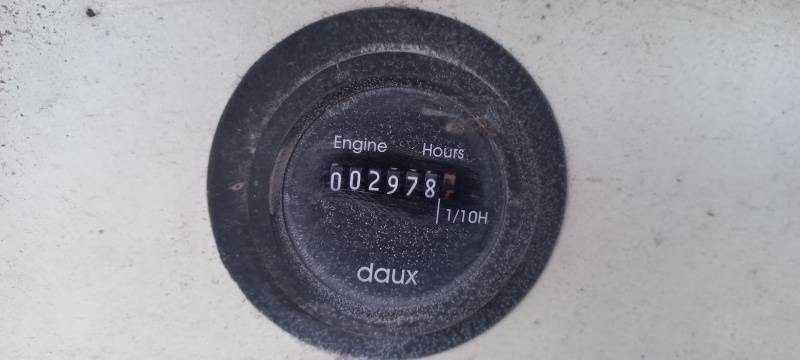 Engine Hours
002978
1/10H
daux